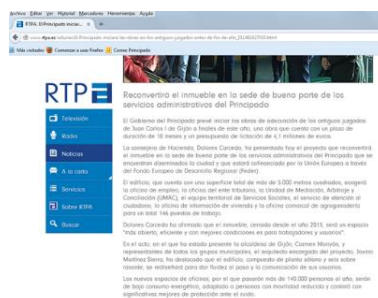 Archivo Editar Ver Historial Marcadores Herramientas Ayuda
RTPA. El Principado iniciar...
www.rtpa.es
Más visitados Comenzar a usar Firefox Correo Principado
RTP
Televisión
Radio
Noticias
A la carta
Servicios
Sobre RTPA
Buscar
Reconvertirá el inmueble en la sede de buena parte de los
servicios administrativos del Principado
El Gobierno del Principado prevé iniciar las obras de adecuación de los antiguos juzgados
de Juan Carlos I de Gijón a finales de este año, una obra que cuenta con un plazo de
duración de 18 meses y un presupuesto de licitación de 4,1 millones de euros.
La consejera de Hacienda, Dolores Carcedo, ha presentado hoy el proyecto que reconvertirá
el inmueble en la sede de buena parte de los servicios administrativos del Principado que se
encuentran diseminados la ciudad y que estará cofinanciado por la Unión Europea a través
del Fondo Europeo de Desarrollo Regional (Feder).
El edificio, que cuenta con una superficie total de más de 3.000 metros cuadrados, acogerá
la oficina de empleo, la oficina del ente tributario, la Unidad de Mediación, Arbitraje y
Conciliación (UMAC), el equipo territorial de Servicios Sociales, el servicio de atención al
ciudadano, la oficina de información de vivienda y la oficina comarcal de agroganadería
para un total 146 puestos de trabajo.
Dolores Carcedo ha afirmado que el inmueble, cerrado desde el año 2011, será un espacio
"más abierto, eficiente y con mejores condiciones es para trabajadores y usuarios".
En el acto, en el que ha estado presente la alcaldesa de Gijón, Carmen Moriyón, y
representantes de todos los grupos municipales, el arquitecto encargado del proyecto, Jovino
Martínez Sierra, ha destacado que el edificio, compuesto de planta sótano y seis sobre
rasante, se rediseñará para dar fluidez al paso y la comunicación de sus usuarios.
Los nuevos espacios de oficinas, por el que pasarán más de 140.000 personas al año, serán
de bajo consumo energético, adaptado a personas con movilidad reducida y contará con
significativas mejoras de protección ante el ruido.